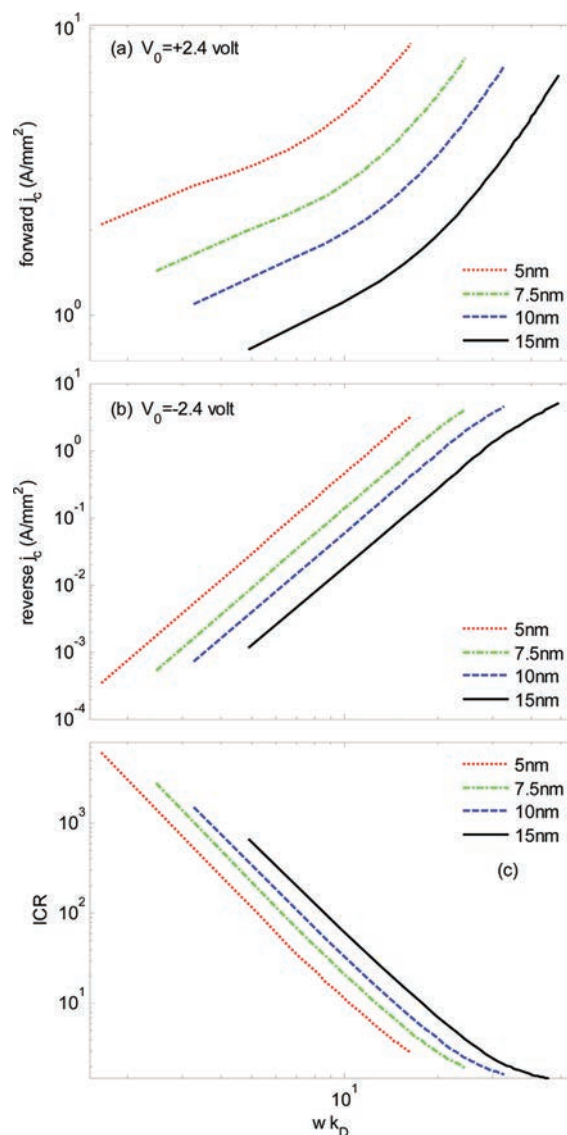 (a) V₀=+2.4 volt
10¹
10⁰
forward j_c (A/mm²)
5nm
7.5nm
10nm
15nm
(b) V₀=-2.4 volt
10¹
10⁰
10⁻¹
10⁻²
10⁻³
10⁻⁴
reverse j_c (A/mm²)
5nm
7.5nm
10nm
15nm
5nm
7.5nm
10nm
15nm
(c)
10³
10²
10¹
ICR
10¹
w k_D